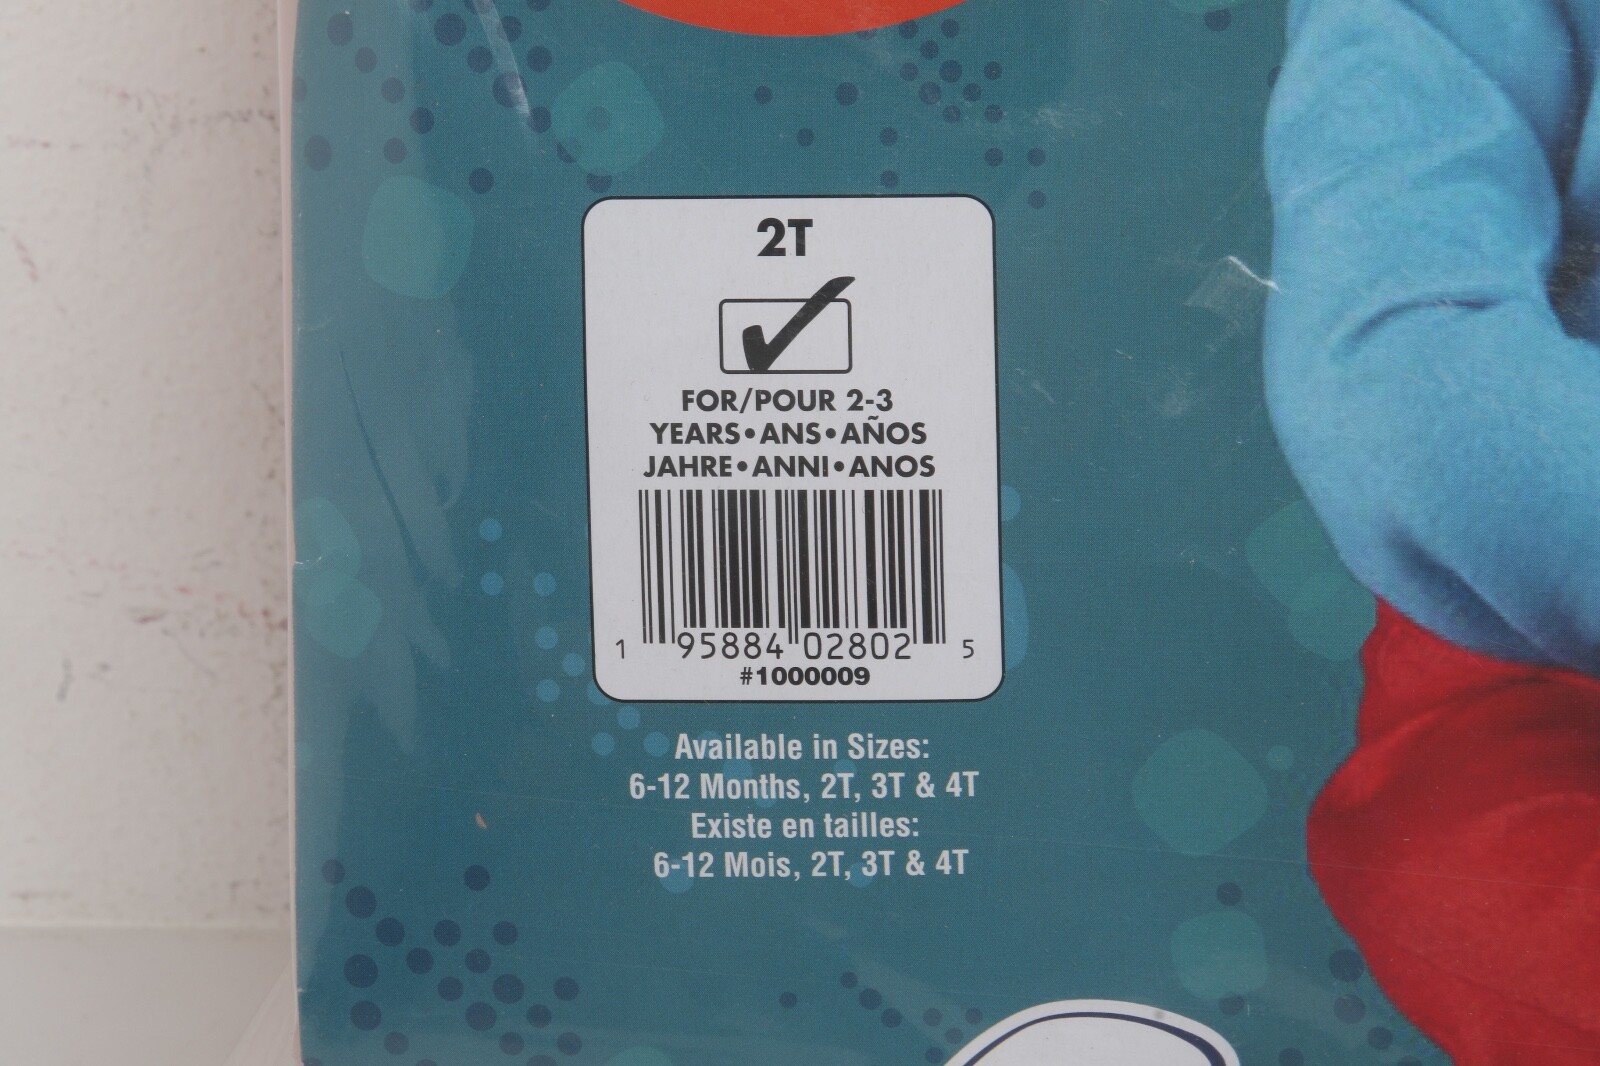 2T
FOR/POUR 2-3
YEARS•ANS•AÑOS
JAHRE•ANNI•ANOS
1 95884 02802 5
#1000009
Available in Sizes:
6-12 Months, 2T, 3T & 4T
Existe en tailles:
6-12 Mois, 2T, 3T & 4T